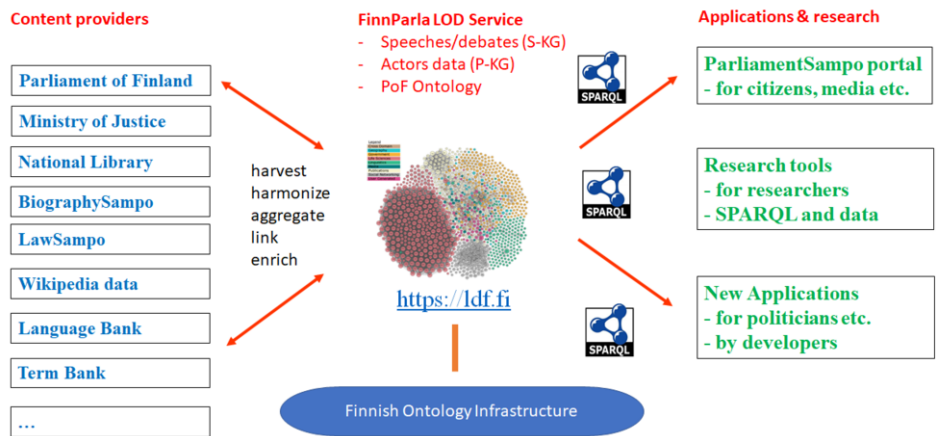 Content providers
Parliament of Finland
Ministry of Justice
National Library
BiographySampo
LawSampo
Wikipedia data
Language Bank
Term Bank
...
harvest
harmonize
aggregate
link
enrich
FinnParla LOD Service
- Speeches/debates (S-KG)
- Actors data (P-KG)
- PoF Ontology
https://ldf.fi
Finnish Ontology Infrastructure
SPARQL
SPARQL
SPARQL
Applications & research
ParliamentSampo portal
- for citizens, media etc.
Research tools
- for researchers
- SPARQL and data
New Applications
- for politicians etc.
- by developers